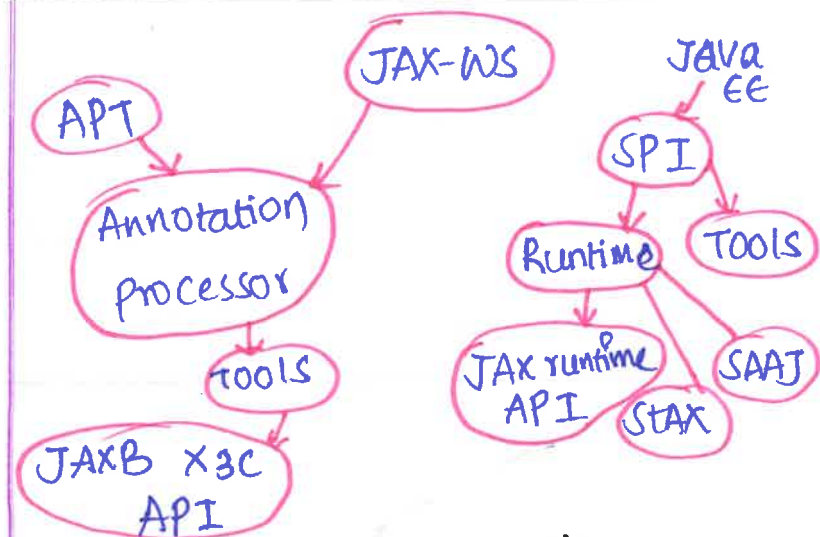 JAX-WS
APT
Annotation
Processor
TOOLS
JAXB X3C
API
JAVA
EE
SPI
Runtime
TOOLS
JAX runtime
API
StAX
SAAJ